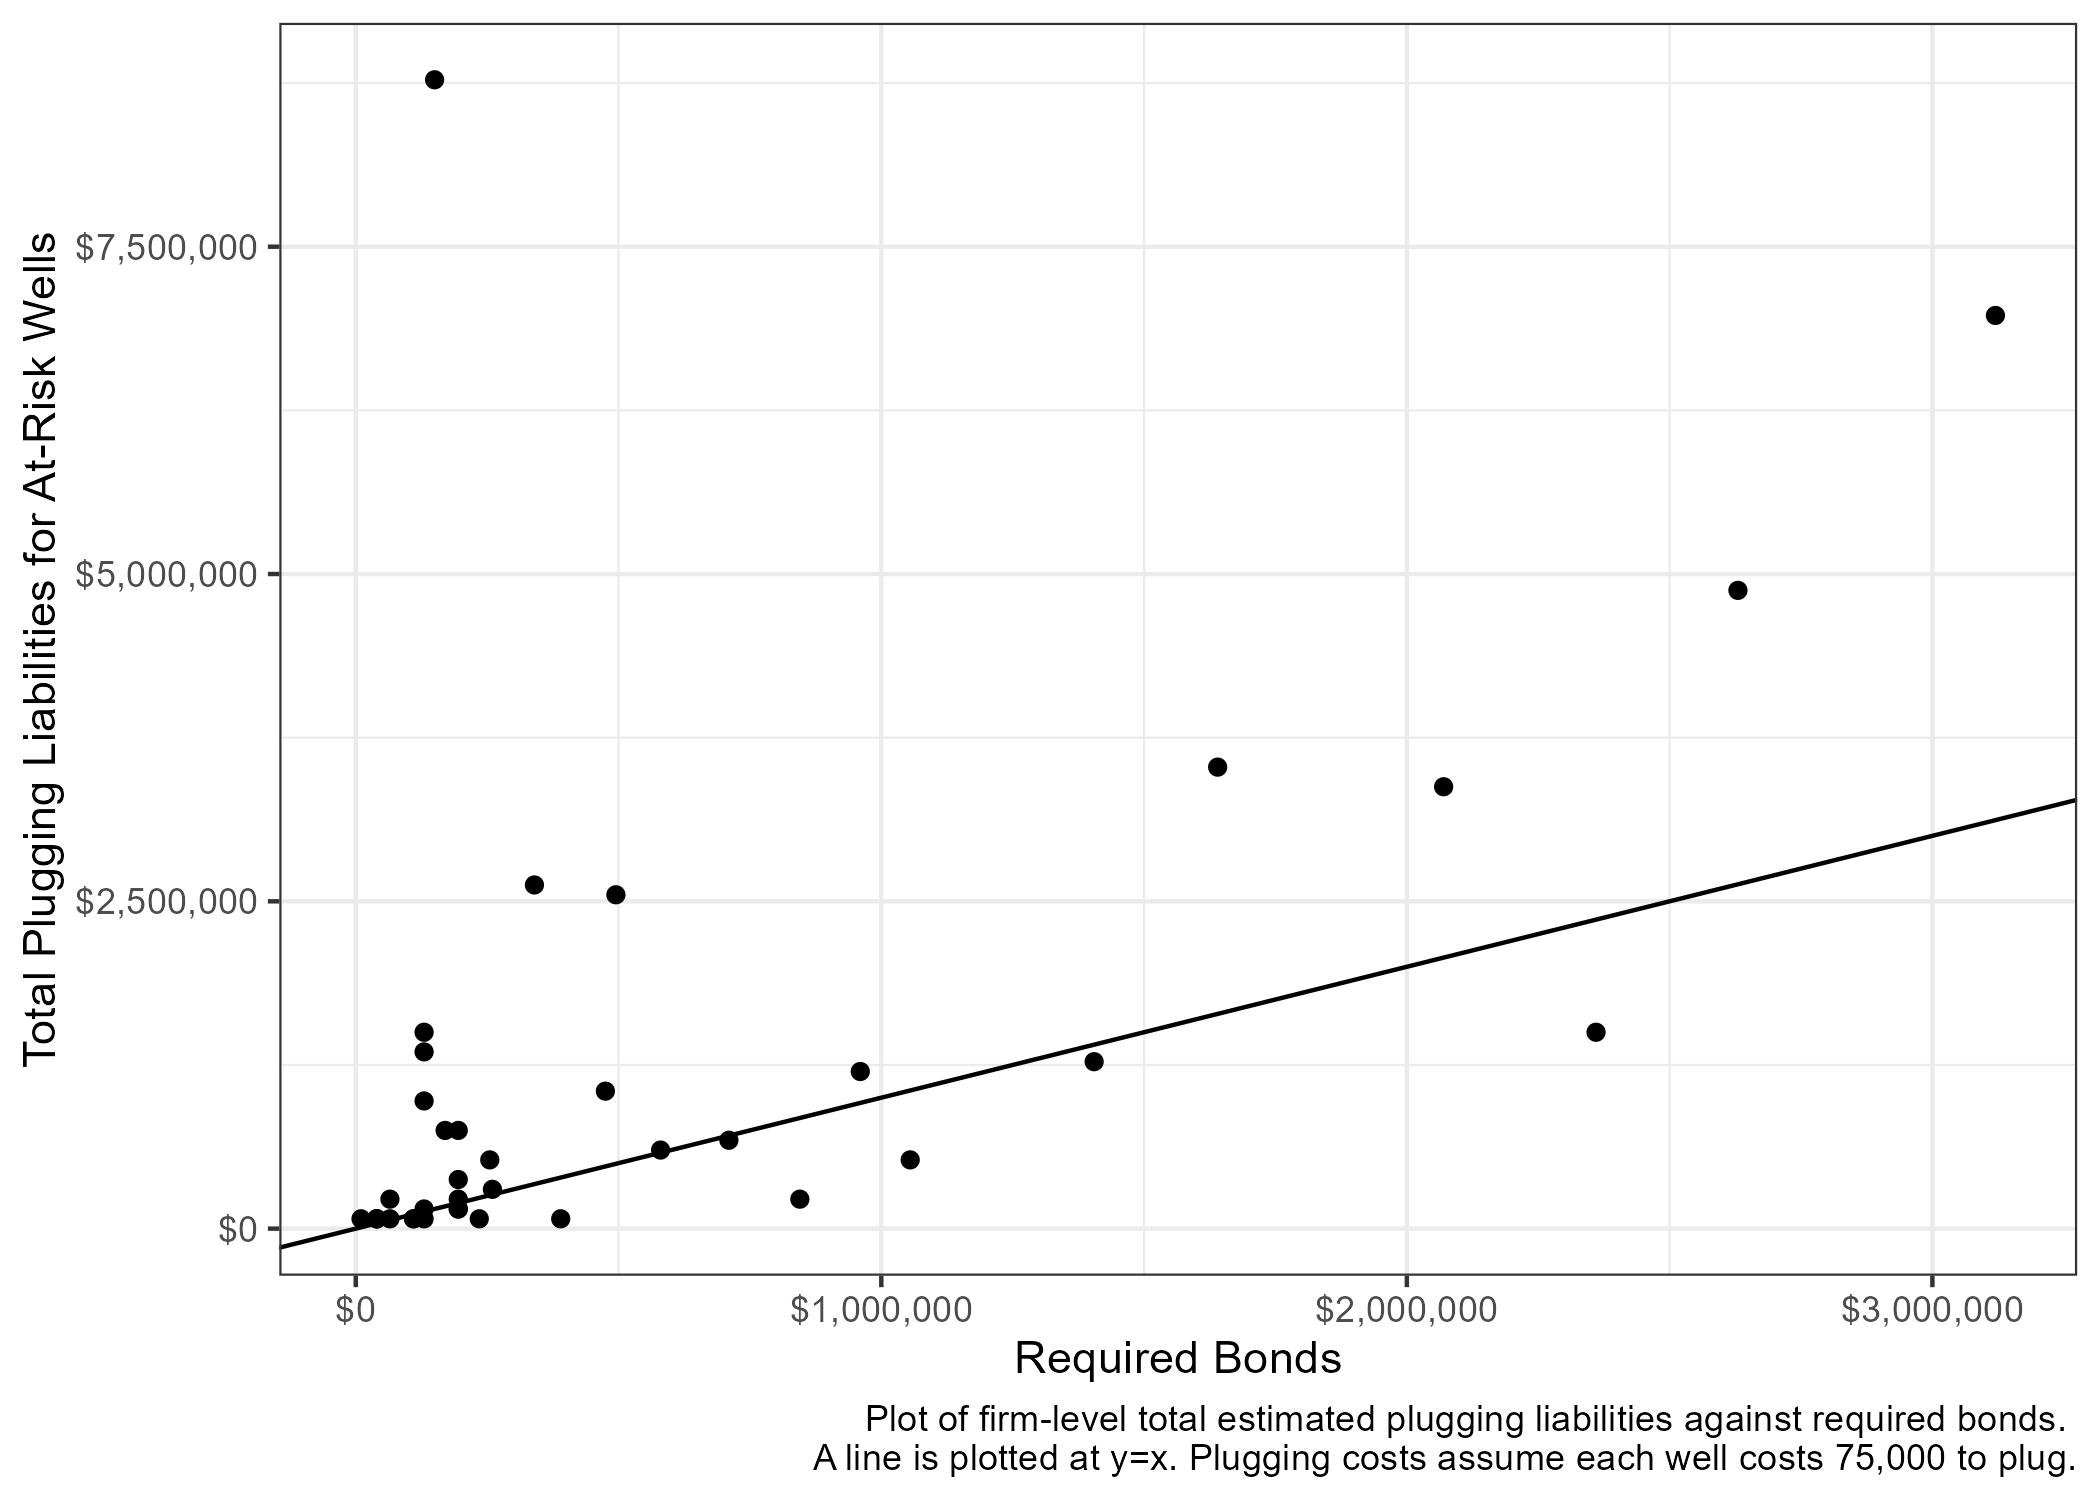 Total Plugging Liabilities for At-Risk Wells
$7,500,000
$5,000,000
$2,500,000
$0
$0
$1,000,000
$2,000,000
$3,000,000
Required Bonds
Plot of firm-level total estimated plugging liabilities against required bonds.
A line is plotted at y=x. Plugging costs assume each well costs 75,000 to plug.